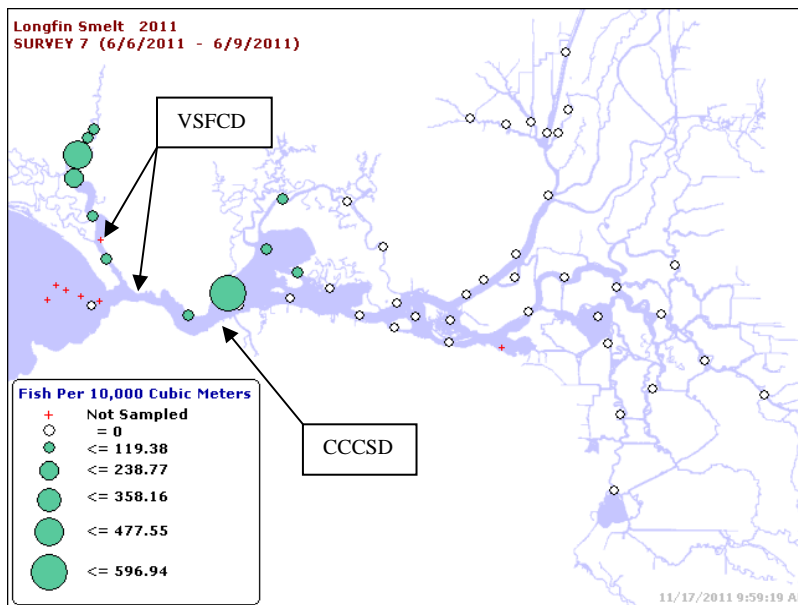 Longfin Smelt 2011
SURVEY 7 (6/6/2011 - 6/9/2011)
VSFCD
CCCSD
Fish Per 10,000 Cubic Meters
Not Sampled
= 0
<= 119.38
<= 238.77
<= 358.16
<= 477.55
<= 596.94
11/17/2011 9:59:19 A